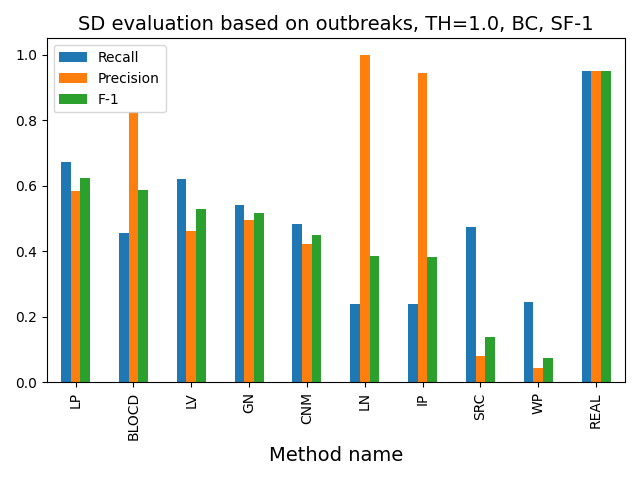 SD evaluation based on outbreaks, TH=1.0, BC, SF-1
Recall
Precision
F-1
1.0
0.8
0.6
0.4
0.2
0.0
LP
BLOCD
LV
GN
CNM
LN
IP
SRC
WP
REAL
Method name